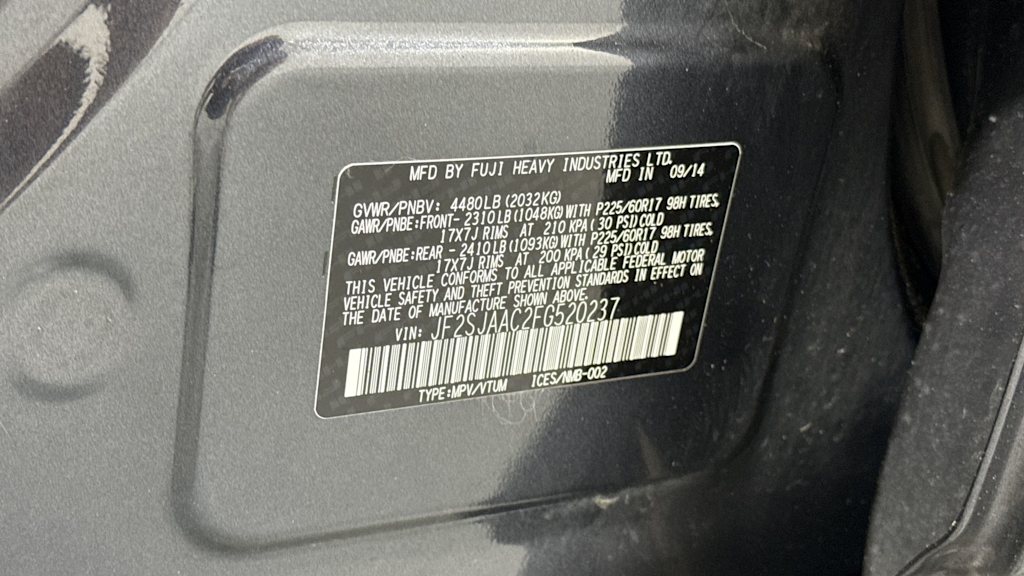 MFD BY FUJI HEAVY INDUSTRIES LTD.
MFD IN 09/14
GVWR/PNBV: 4480LB (2032KG)
GAWR/PNBE:FRONT- 2310LB (1048KG) WITH P225/60R17 98H TIRES,
17X7J RIMS AT 210 KPA (30 PSI) COLD
GAWR/PNBE:REAR - 2410LB (1093KG) WITH P225/60R17 98H TIRES,
17X7J RIMS AT 200 KPA (29 PSI) COLD
THIS VEHICLE CONFORMS TO ALL APPLICABLE FEDERAL MOTOR
VEHICLE SAFETY AND THEFT PREVENTION STANDARDS IN EFFECT ON
THE DATE OF MANUFACTURE SHOWN ABOVE.
VIN: JF2SJAAC2FG520237
TYPE:MPV/VTUM ICES/NMB-002